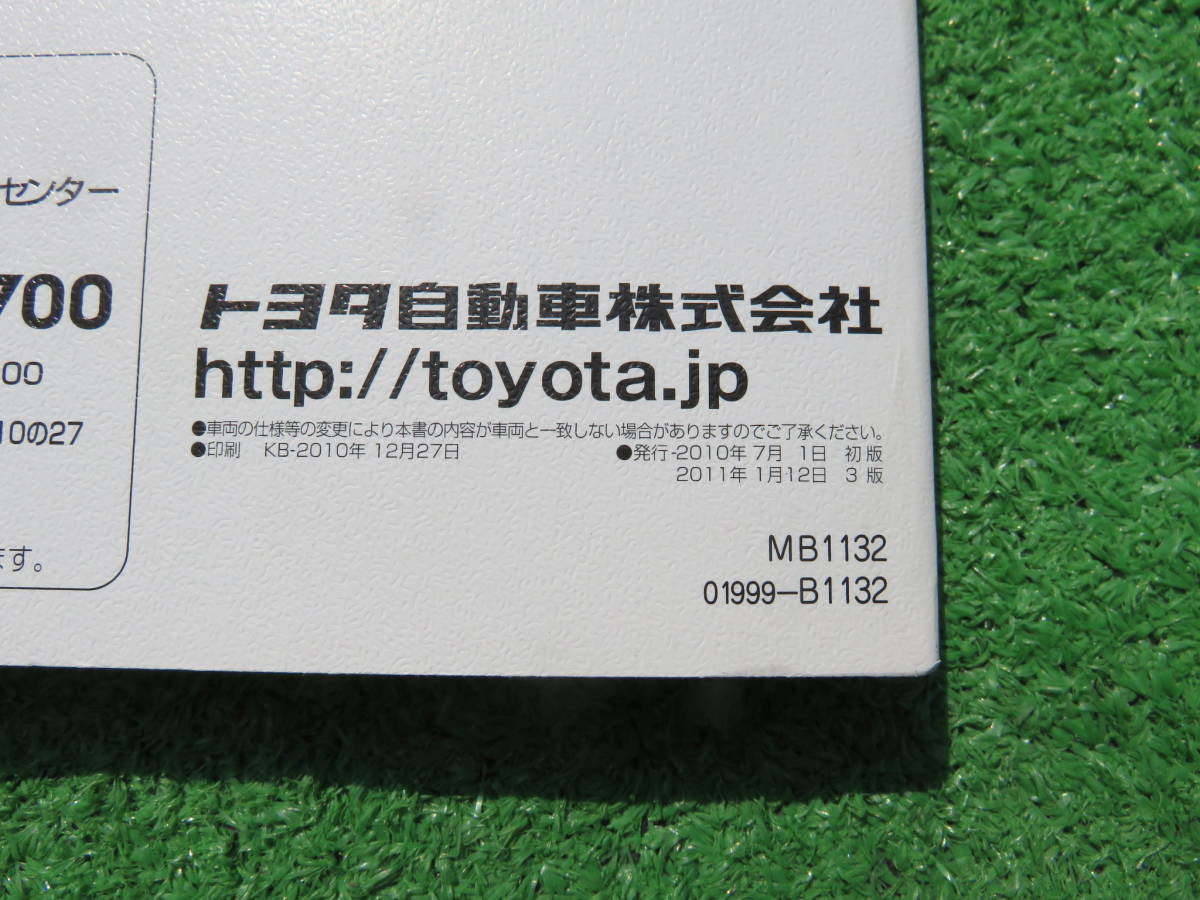 センター
700
00
10の27
ます。
トヨタ自動車株式会社
http://toyota.jp
●車両の仕様等の変更により本書の内容が車両と一致しない場合がありますのでご了承ください。
●印刷 KB-2010年 12月27日 ●発行-2010年 7月 1日 初版
2011年 1月12日 3 版
MB1132
01999-B1132